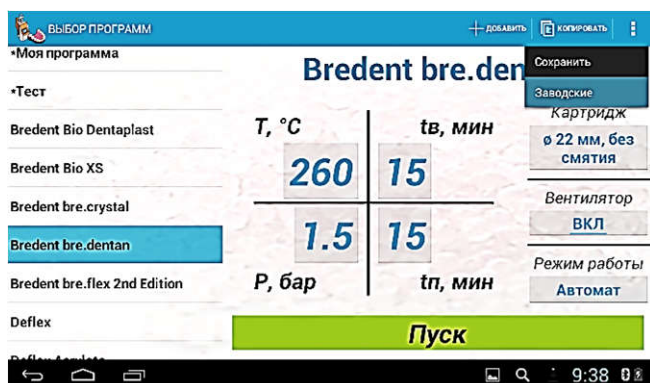 ВЫБОР ПРОГРАММ
ДОБАВИТЬ
КОПИРОВАТЬ
Сохранить
Заводские
*Моя программа
*Тест
Bredent Bio Dentaplast
Bredent Bio XS
Bredent bre.crystal
Bredent bre.dentan
Bredent bre.flex 2nd Edition
Deflex
Bredent bre.den
T, °C
tв, мин
260
15
1.5
15
P, бар
tп, мин
Картридж
ø 22 мм, без
смятия
Вентилятор
ВКЛ
Режим работы
Автомат
Пуск
9:38